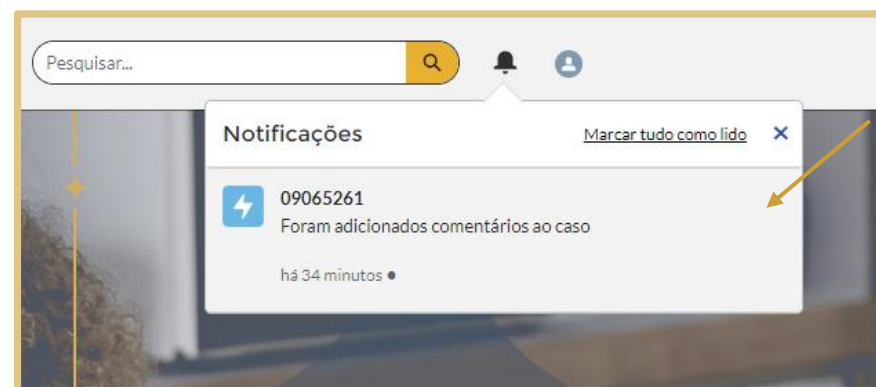 Pesquisar...
Notificações
Marcar tudo como lido
09065261
Foram adicionados comentários ao caso
há 34 minutos